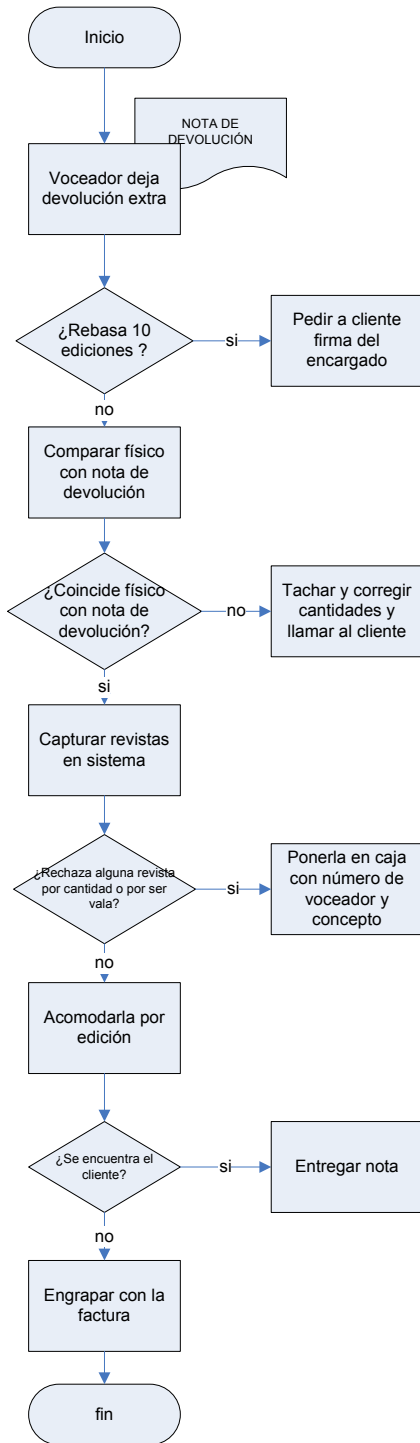 Inicio
NOTA DE
DEVOLUCIÓN
Voceador deja
devolución extra
¿Rebasa 10
ediciones ?
si
Pedir a cliente
firma del
encargado
no
Comparar físico
con nota de
devolución
¿Coincide físico
con nota de
devolución?
no
Tachar y corregir
cantidades y
llamar al cliente
si
Capturar revistas
en sistema
¿Rechaza alguna revista
por cantidad o por ser
vala?
si
Ponerla en caja
con número de
voceador y
concepto
no
Acomodarla por
edición
¿Se encuentra el
cliente?
si
Entregar nota
no
Engrapar con la
factura
fin